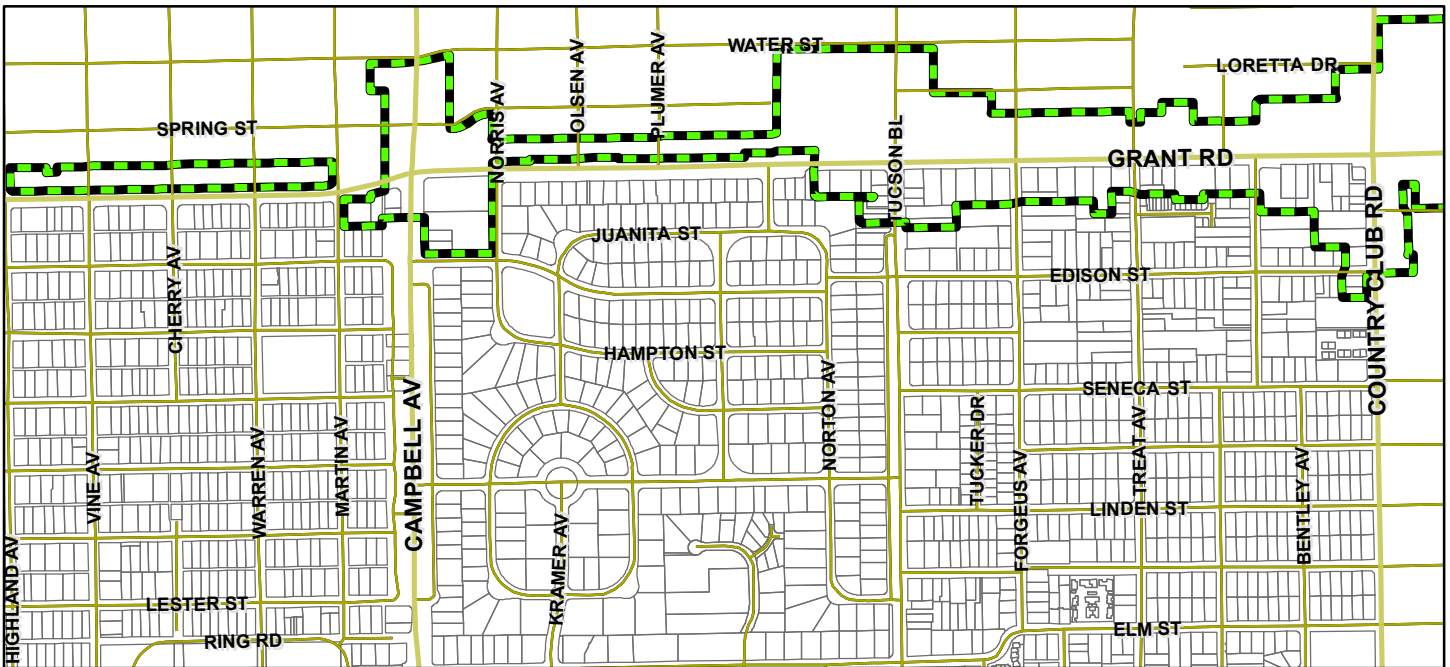 WATER ST
OLSEN AV
PLUMER AV
LORETTA DR
NORRIS AV
SPRING ST
TUCSON BL
GRANT RD
COUNTRY CLUB RD
JUANITA ST
CHERRY AV
EDISON ST
HAMPTON ST
NORTON AV
SENECA ST
CAMPBELL AV
TUCKER DR
TREAT AV
MARTIN AV
WARREN AV
VINE AV
FORGEUS AV
BENTLEY AV
LINDEN ST
KRAMER AV
HIGHLAND AV
LESTER ST
ELM ST
RING RD